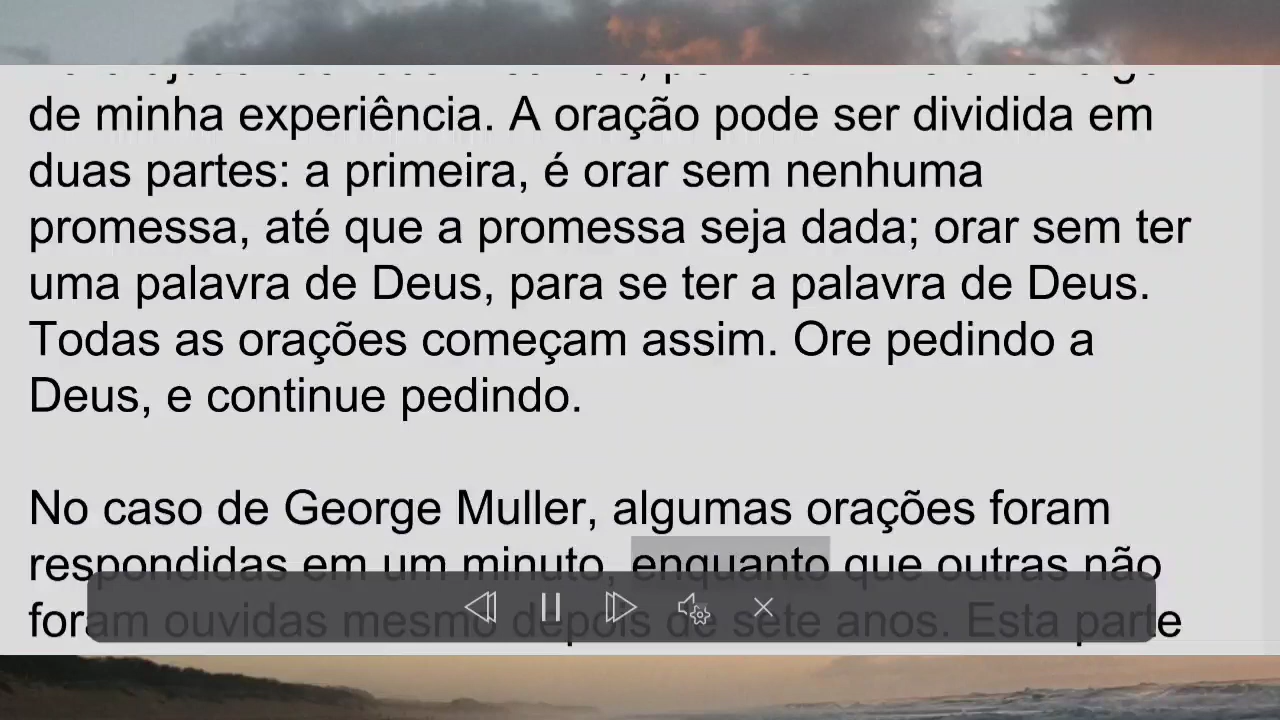 de minha experiência. A oração pode ser dividida em
duas partes: a primeira, é orar sem nenhuma
promessa, até que a promessa seja dada; orar sem ter
uma palavra de Deus, para se ter a palavra de Deus.
Todas as orações começam assim. Ore pedindo a
Deus, e continue pedindo.
No caso de George Muller, algumas orações foram
respondidas em um minuto, enquanto que outras não
foram ouvidas mesmo depois de sete anos. Esta parte